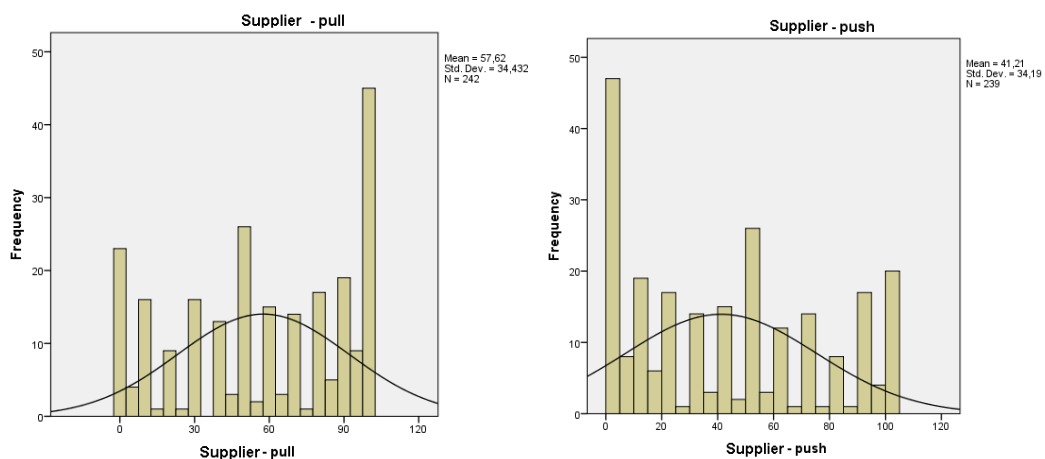 Supplier - pull
Mean = 57,62
Std. Dev. = 34,432
N = 242
50
40
30
20
10
0
Frequency
0 30 60 90 120
Supplier - pull
Supplier - push
Mean = 41,21
Std. Dev. = 34,19
N = 239
50
40
30
20
10
0
Frequency
0 20 40 60 80 100 120
Supplier - push